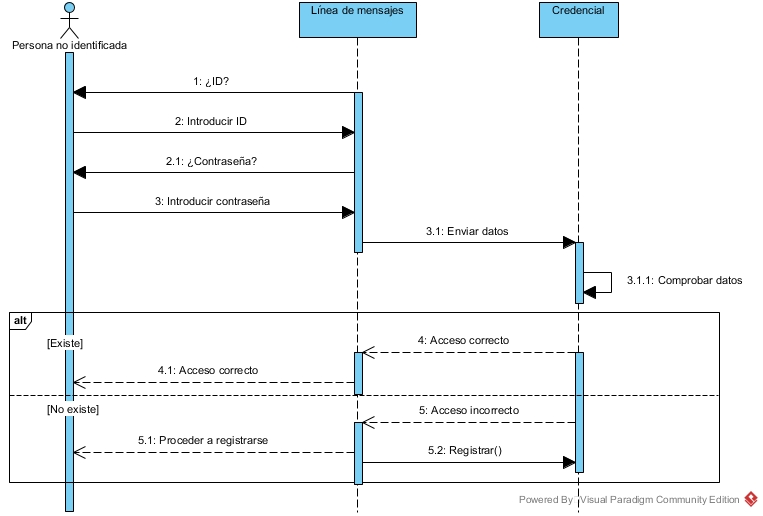 Línea de mensajes
Credencial
Persona no identificada
1: ¿ID?
2: Introducir ID
2.1: ¿Contraseña?
3: Introducir contraseña
3.1: Enviar datos
3.1.1: Comprobar datos
alt
[Existe]
4: Acceso correcto
4.1: Acceso correcto
[No existe]
5: Acceso incorrecto
5.1: Proceder a registrarse
5.2: Registrar()
Powered By Visual Paradigm Community Edition